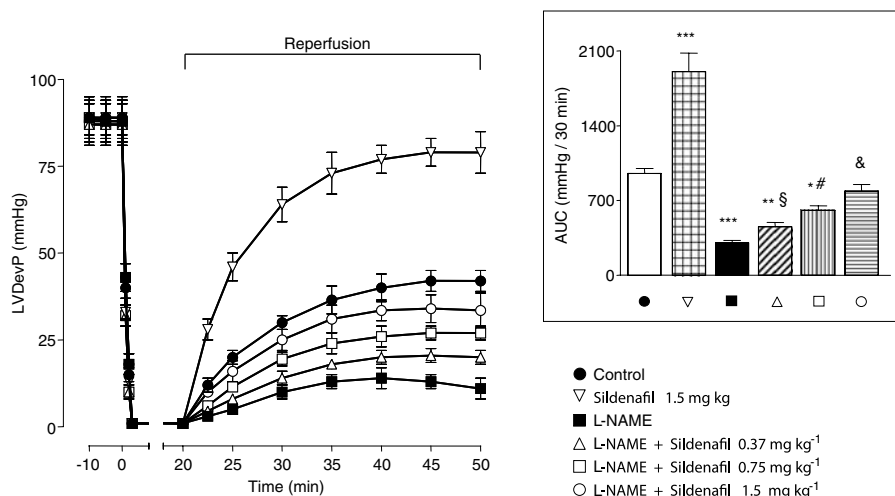 Reperfusion
100
75
50
25
0
LVDevP (mmHg)
-10 0 20 25 30 35 40 45 50
Time (min)
2100
1400
700
0
AUC (mmHg / 30 min)
***
***
** §
* #
&
Control
Sildenafil 1.5 mg kg
L-NAME
L-NAME + Sildenafil 0.37 mg kg-1
L-NAME + Sildenafil 0.75 mg kg-1
L-NAME + Sildenafil 1.5 mg kg-1